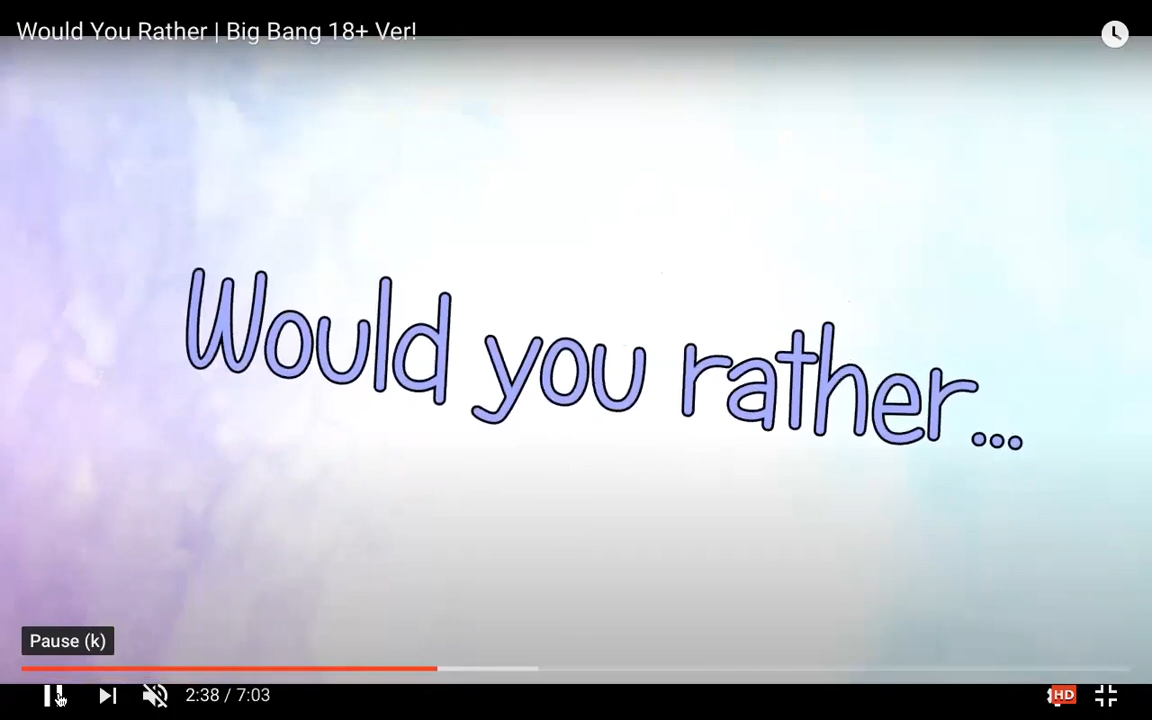 Would You Rather | Big Bang 18+ Ver!
Would you rather...
Pause (k)
2:38 / 7:03
HD